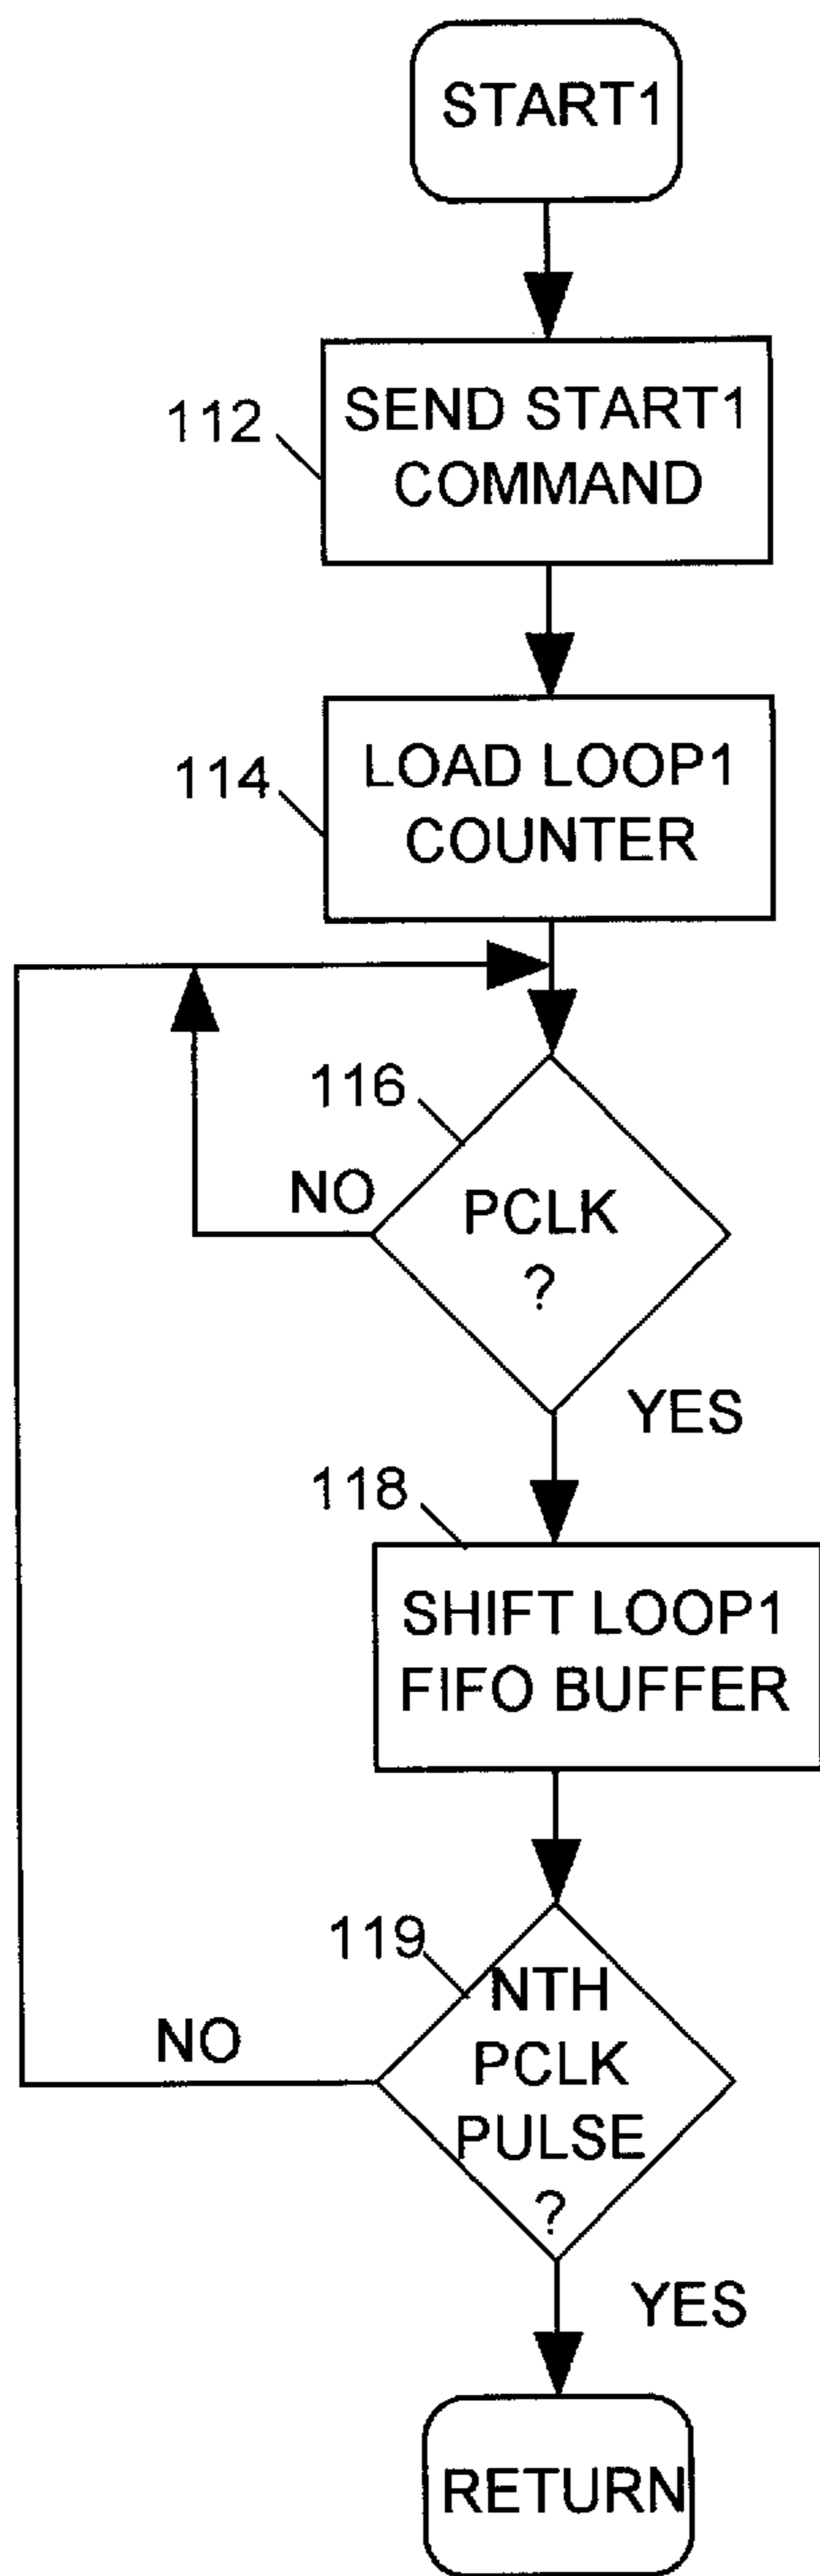 START1
112
SEND START1
COMMAND
114
LOAD LOOP1
COUNTER
116
NO
PCLK
?
YES
118
SHIFT LOOP1
FIFO BUFFER
119
NO
NTH
PCLK
PULSE
?
YES
RETURN